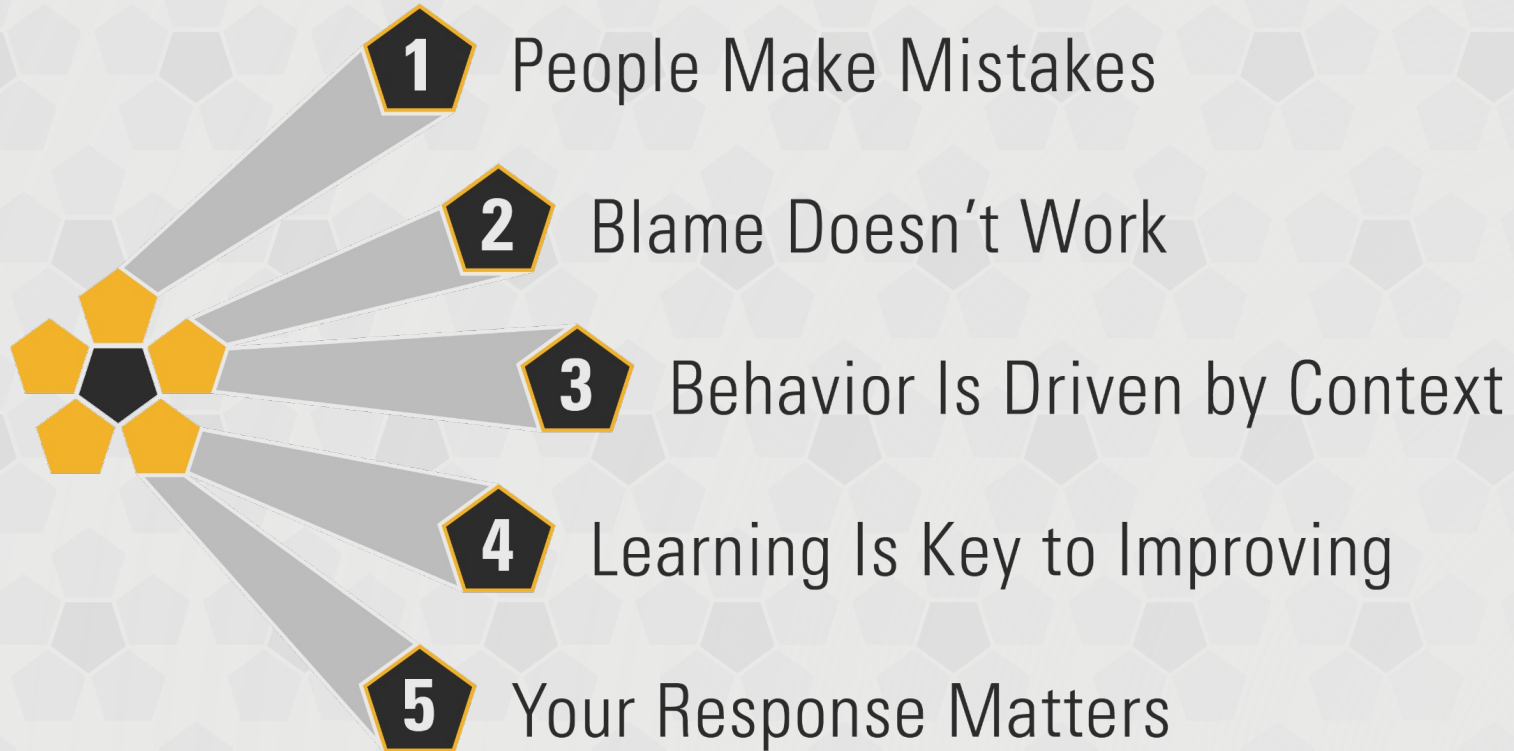 1 People Make Mistakes
2 Blame Doesn’t Work
3 Behavior Is Driven by Context
4 Learning Is Key to Improving
5 Your Response Matters